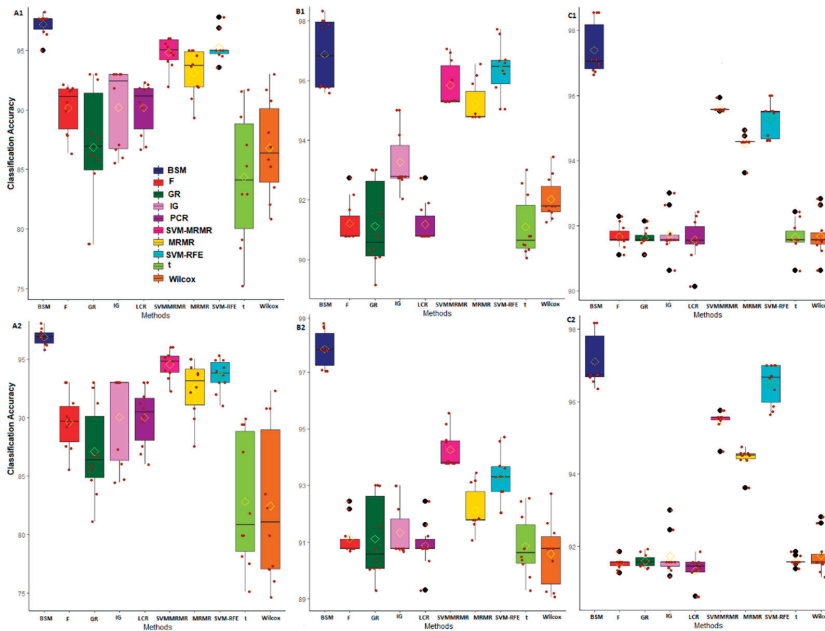 A1
Classification Accuracy
95
90
85
80
75
BSM
F
GR
IG
PCR
SVM-MRMR
MRMR
SVM-RFE
t
Wilcox
BSM
F
GR
IG
LCR
SVMMRMR
MRMR
SVM-RFE
t
Wilcox
Methods
B1
98
96
94
92
90
BSM
F
GR
IG
LCR
SVMMRMR
MRMR
SVM-RFE
t
Wilcox
Methods
C1
98
96
94
92
90
BSM
F
GR
IG
LCR
SVMMRMR
MRMR
SVM-RFE
t
Wilcox
Methods
A2
Classification Accuracy
95
90
85
80
75
BSM
F
GR
IG
LCR
SVMMRMR
MRMR
SVM-RFE
t
Wilcox
Methods
B2
99
98
97
95
93
91
89
BSM
F
GR
IG
LCR
SVMMRMR
MRMR
SVM-RFE
t
Wilcox
Methods
C2
98
96
94
92
BSM
F
GR
IG
LCR
SVMMRMR
MRMR
SVM-RFE
t
Wilcox
Methods